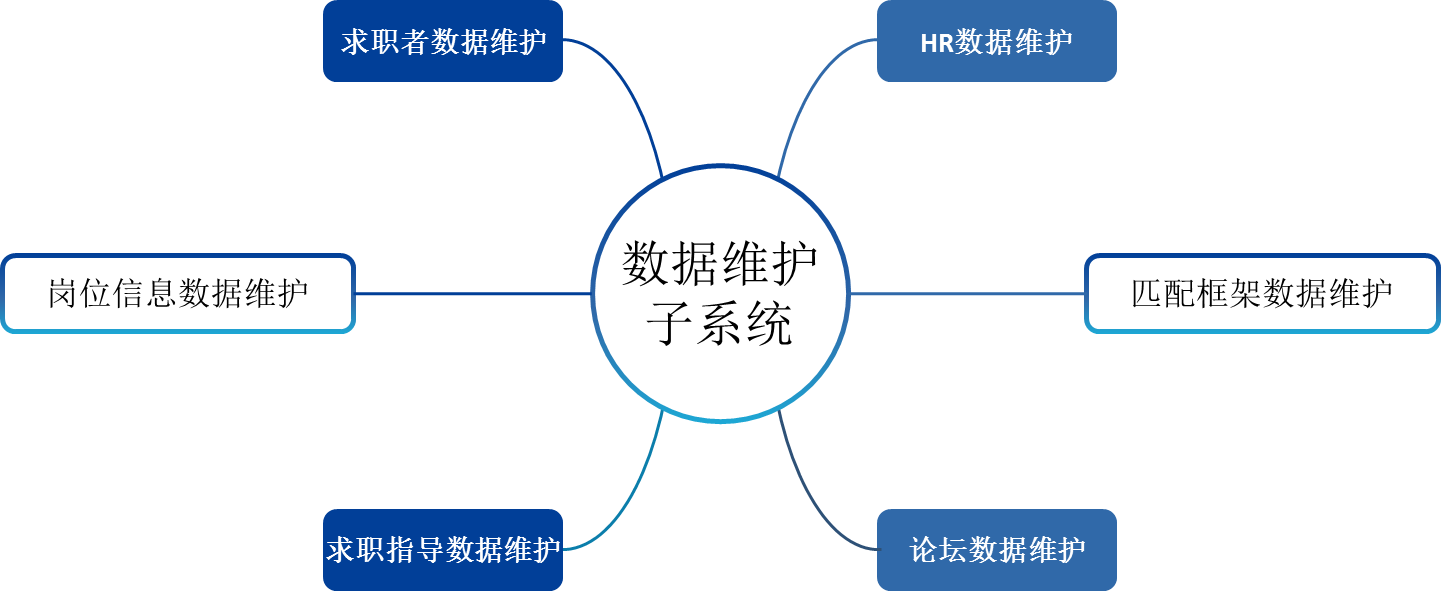 求职者数据维护
HR数据维护
数据维护
子系统
岗位信息数据维护
匹配框架数据维护
求职指导数据维护
论坛数据维护